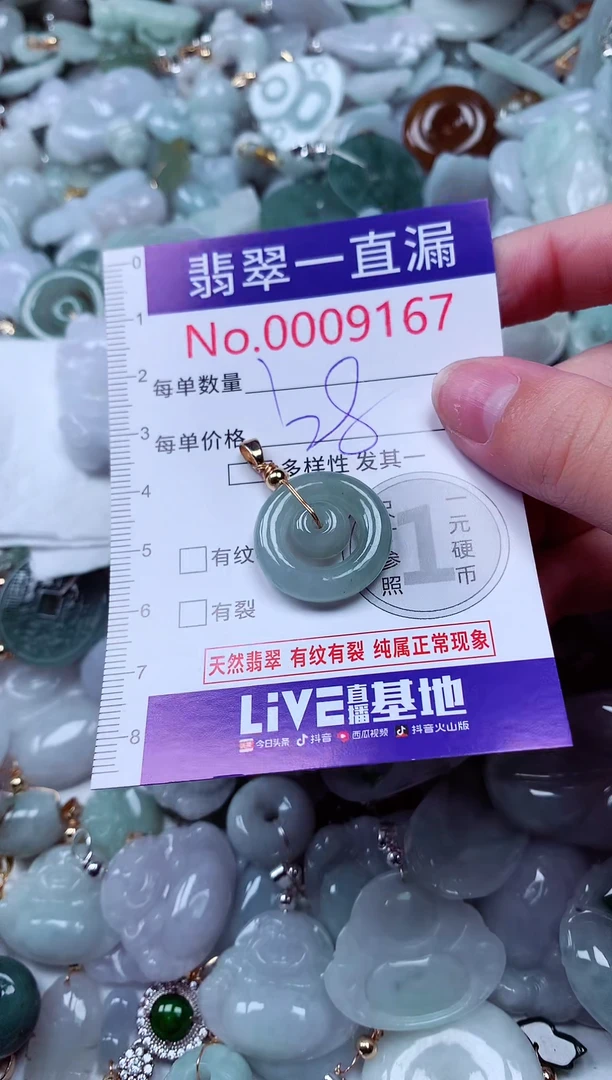 翡翠一直漏
No.0009167
每单数量
128
每单价格
多样性 发其一
有纹
有裂
参照
1
一元硬币
天然翡翠 有纹有裂 纯属正常现象
LiVE直播基地
今日头条 抖音 西瓜视频 抖音火山版
0
1
2
3
4
5
6
7
8